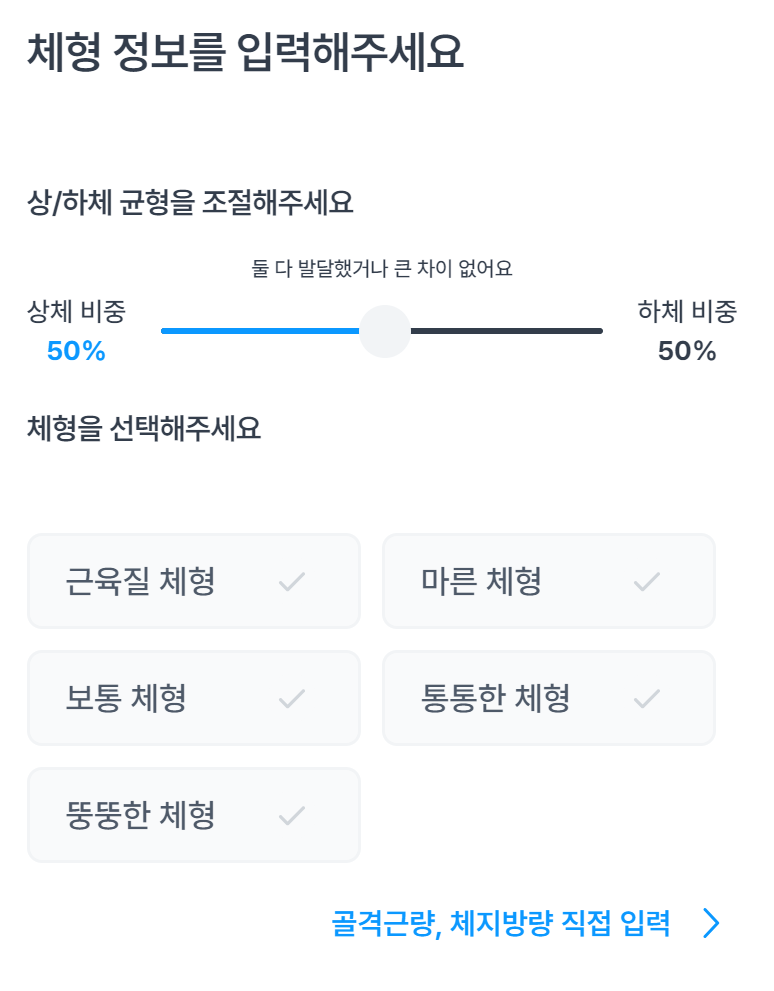 체형 정보를 입력해주세요
상/하체 균형을 조절해주세요
둘 다 발달했거나 큰 차이 없어요
상체 비중
50%
하체 비중
50%
체형을 선택해주세요
근육질 체형
마른 체형
보통 체형
통통한 체형
뚱뚱한 체형
골격근량, 체지방량 직접 입력